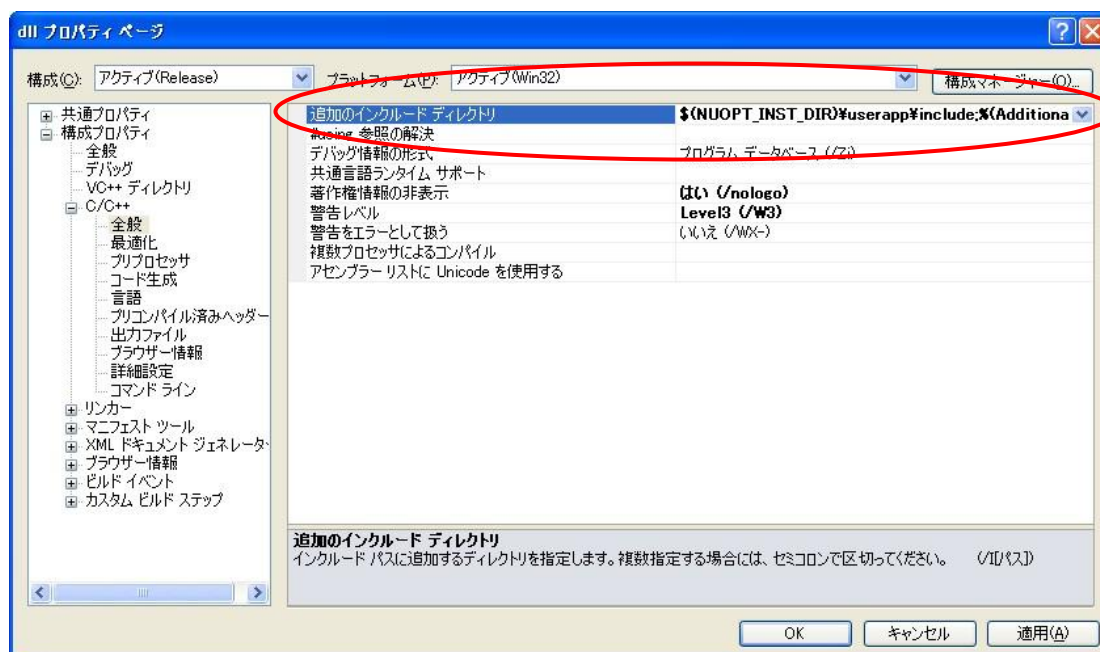 dll プロパティ ページ
構成(C): アクティブ(Release) プラットフォーム(P): アクティブ(Win32) 構成マネージャー(O)...
共通プロパティ
構成プロパティ
全般
デバッグ
VC++ ディレクトリ
C/C++
全般
最適化
プリプロセッサ
コード生成
言語
プリコンパイル済みヘッダー
出力ファイル
ブラウザー情報
詳細設定
コマンド ライン
リンカー
マニフェスト ツール
XML ドキュメント ジェネレータ
ブラウザー情報
ビルド イベント
カスタム ビルド ステップ
追加のインクルード ディレクトリ $(NUOPT_INST_DIR)¥userapp¥include;%(Additiona
#using 参照の解決
デバッグ情報の形式 プログラム データベース (/Zi)
共通言語ランタイム サポート
著作権情報の非表示 はい (/nologo)
警告レベル Level3 (/W3)
警告をエラーとして扱う いいえ (/WX-)
複数プロセッサによるコンパイル
アセンブラー リストに Unicode を使用する
追加のインクルード ディレクトリ
インクルード パスに追加するディレクトリを指定します。複数指定する場合には、セミコロンで区切ってください。 (/I[パス])
OK キャンセル 適用(A)